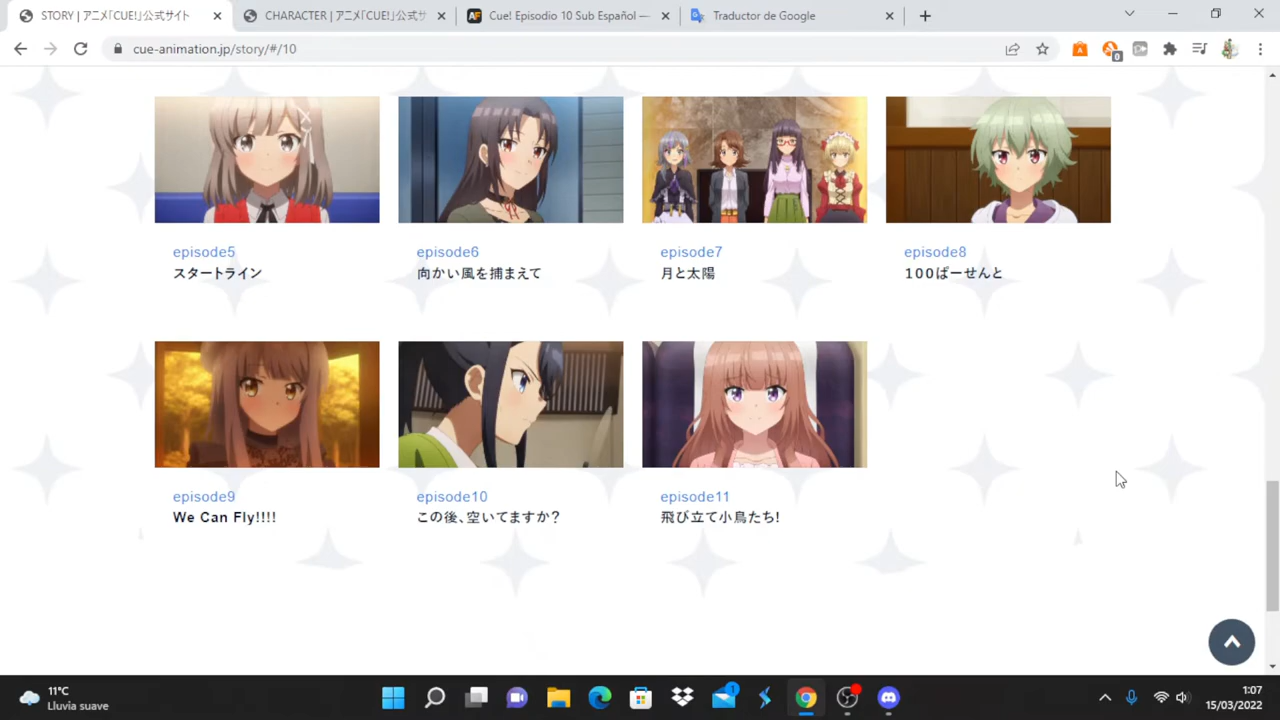 STORY | アニメ「CUE!」公式サイト
CHARACTER | アニメ「CUE!」公式サ
Cue! Episodio 10 Sub Español —
Traductor de Google
cue-animation.jp/story/#/10
0
episode5
スタートライン
episode6
向かい風を捕まえて
episode7
月と太陽
episode8
100ぱーせんと
episode9
We Can Fly!!!!
episode10
この後、空いてますか?
episode11
飛び立て小鳥たち!
11°C
Lluvia suave
1
1:07
15/03/2022